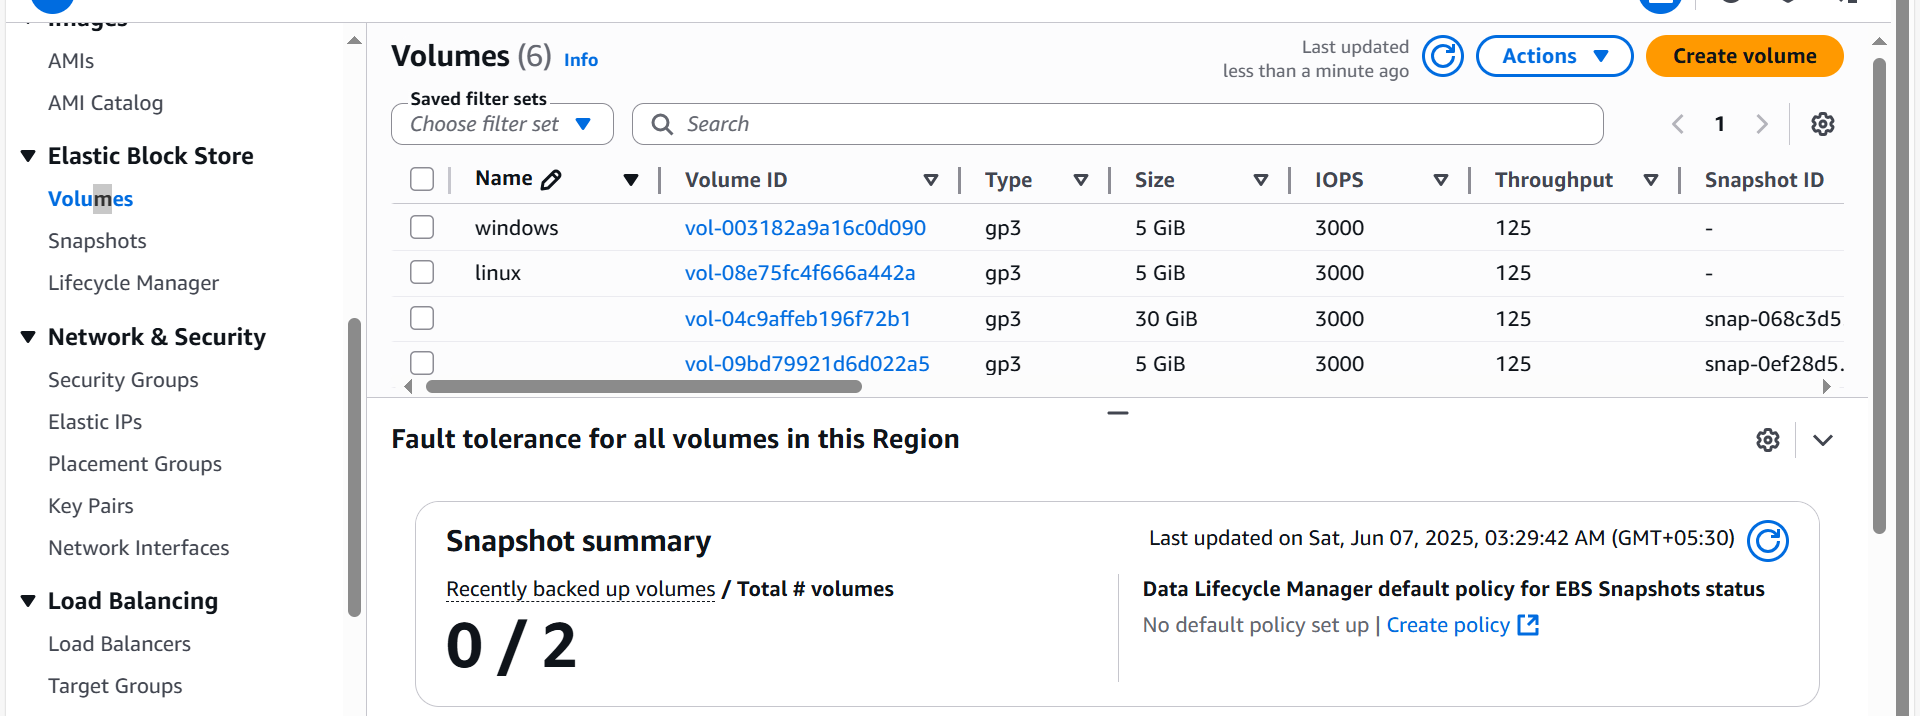 Images
AMIs
AMI Catalog
Elastic Block Store
Volumes
Snapshots
Lifecycle Manager
Network & Security
Security Groups
Elastic IPs
Placement Groups
Key Pairs
Network Interfaces
Load Balancing
Load Balancers
Target Groups
Volumes (6) Info
Last updated
less than a minute ago
Actions
Create volume
Saved filter sets
Choose filter set
Search
1
Name Volume ID Type Size IOPS Throughput Snapshot ID
windows vol-003182a9a16c0d090 gp3 5 GiB 3000 125 -
linux vol-08e75fc4f666a442a gp3 5 GiB 3000 125 -
vol-04c9affeb196f72b1 gp3 30 GiB 3000 125 snap-068c3d5
vol-09bd79921d6d022a5 gp3 5 GiB 3000 125 snap-0ef28d5.
Fault tolerance for all volumes in this Region
Snapshot summary
Last updated on Sat, Jun 07, 2025, 03:29:42 AM (GMT+05:30)
Recently backed up volumes / Total # volumes
0 / 2
Data Lifecycle Manager default policy for EBS Snapshots status
No default policy set up | Create policy